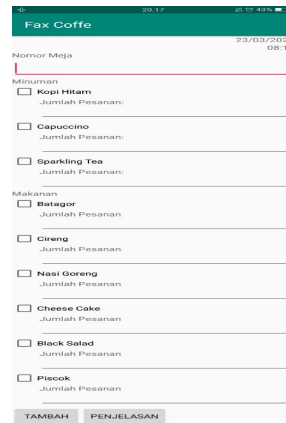 20.17
43%
Fax Coffe
23/03/202
08:1
Nomor Meja
Minuman
Kopi Hitam
Jumlah Pesanan:
Capuccino
Jumlah Pesanan:
Sparkling Tea
Jumlah Pesanan:
Makanan
Batagor
Jumlah Pesanan
Cireng
Jumlah Pesanan
Nasi Goreng
Jumlah Pesanan
Cheese Cake
Jumlah Pesanan
Black Salad
Jumlah Pesanan
Piscok
Jumlah Pesanan
TAMBAH PENJELASAN